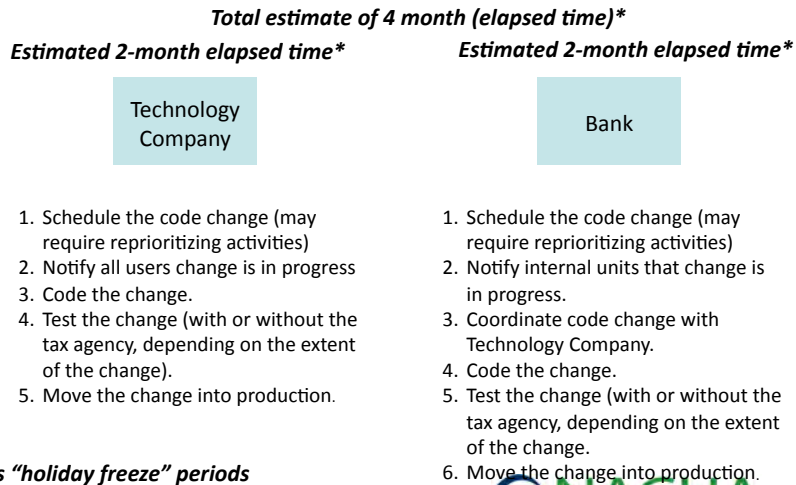 Total estimate of 4 month (elapsed time)*
Estimated 2-month elapsed time*
Technology
Company
1. Schedule the code change (may
require reprioritizing activities)
2. Notify all users change is in progress
3. Code the change.
4. Test the change (with or without the
tax agency, depending on the extent
of the change).
5. Move the change into production.
Estimated 2-month elapsed time*
Bank
1. Schedule the code change (may
require reprioritizing activities)
2. Notify internal units that change is
in progress.
3. Coordinate code change with
Technology Company.
4. Code the change.
5. Test the change (with or without the
tax agency, depending on the extent
of the change.
6. Move the change into production.
"holiday freeze" periods